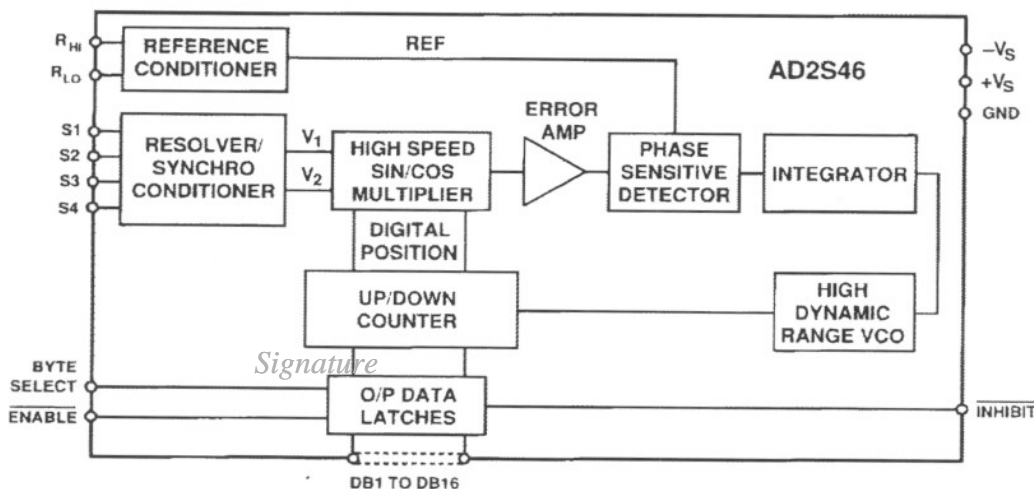 R HI
R LO
REFERENCE
CONDITIONER
REF
AD2S46
–VS
+VS
GND
S1
S2
S3
S4
RESOLVER/
SYNCHRO
CONDITIONER
V1
V2
HIGH SPEED
SIN/COS
MULTIPLIER
ERROR
AMP
PHASE
SENSITIVE
DETECTOR
INTEGRATOR
DIGITAL
POSITION
UP/DOWN
COUNTER
HIGH
DYNAMIC
RANGE VCO
Signature
BYTE
SELECT
ENABLE
O/P DATA
LATCHES
INHIBIT
DB1 TO DB16